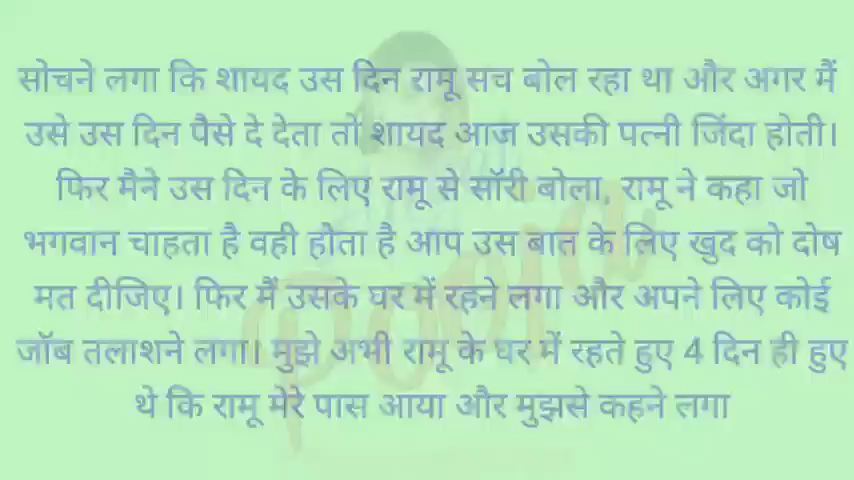 सोचने लगा कि शायद उस दिन रामू सच बोल रहा था और अगर मैं
उसे उस दिन पैसे दे देता तो शायद आज उसकी पत्नी जिंदा होती।
फिर मैने उस दिन के लिए रामू से सॉरी बोला, रामू ने कहा जो
भगवान चाहता है वही होता है आप उस बात के लिए खुद को दोष
मत दीजिए। फिर मैं उसके घर में रहने लगा और अपने लिए कोई
जॉब तलाशने लगा। मुझे अभी रामू के घर में रहते हुए 4 दिन ही हुए
थे कि रामू मेरे पास आया और मुझसे कहने लगा
Pooja